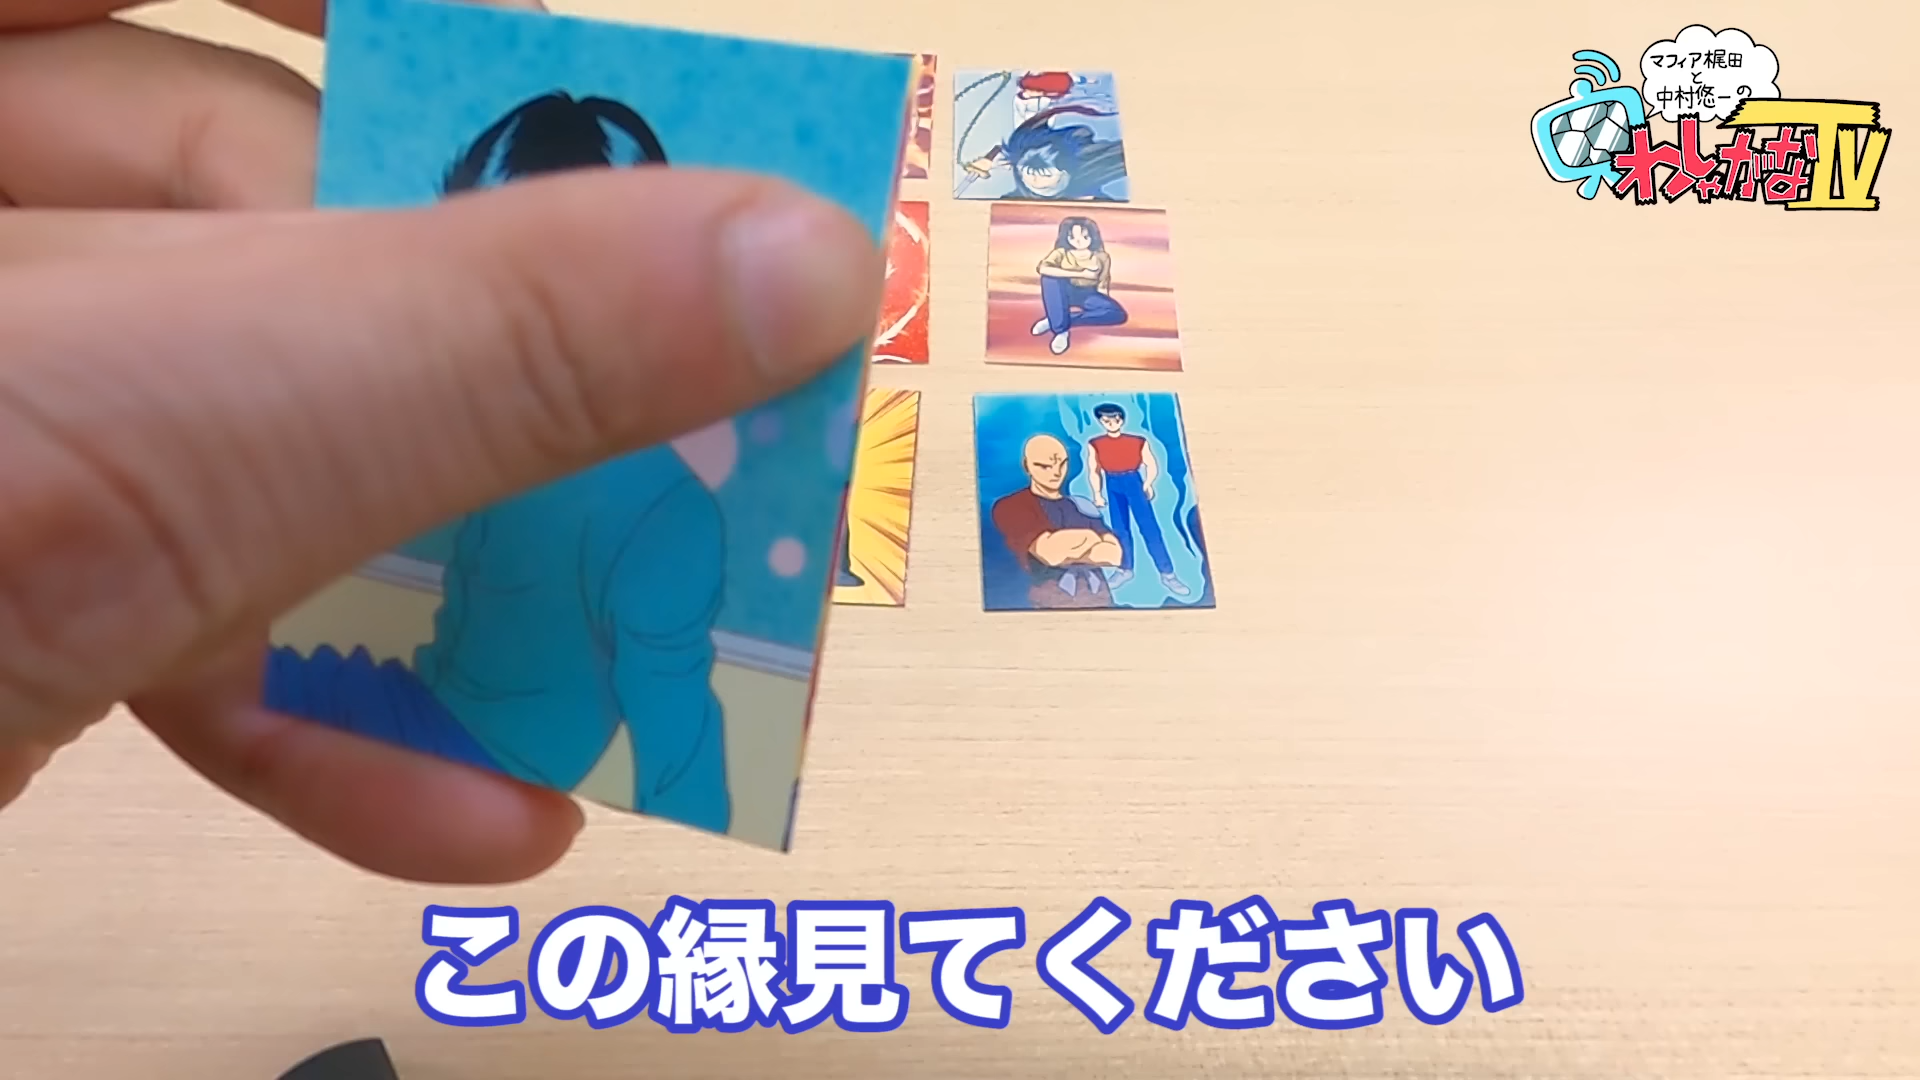 マフィア梶田
と
中村悠一の
わしゃがなTV
この縁見てください